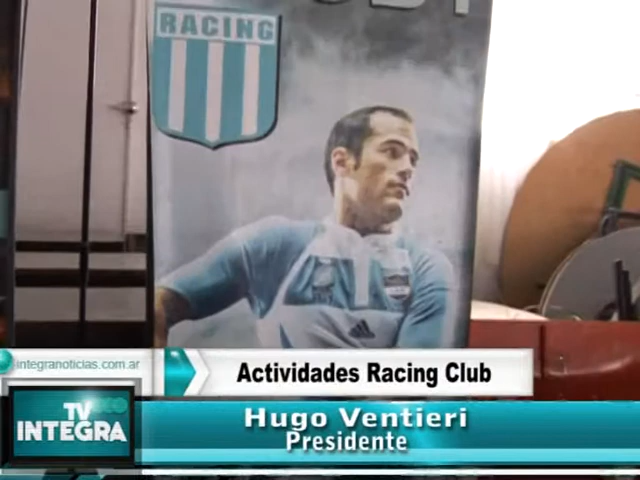 RACING
integranoticias.com.ar
Actividades Racing Club
TV
INTEGRA
Hugo Ventieri
Presidente